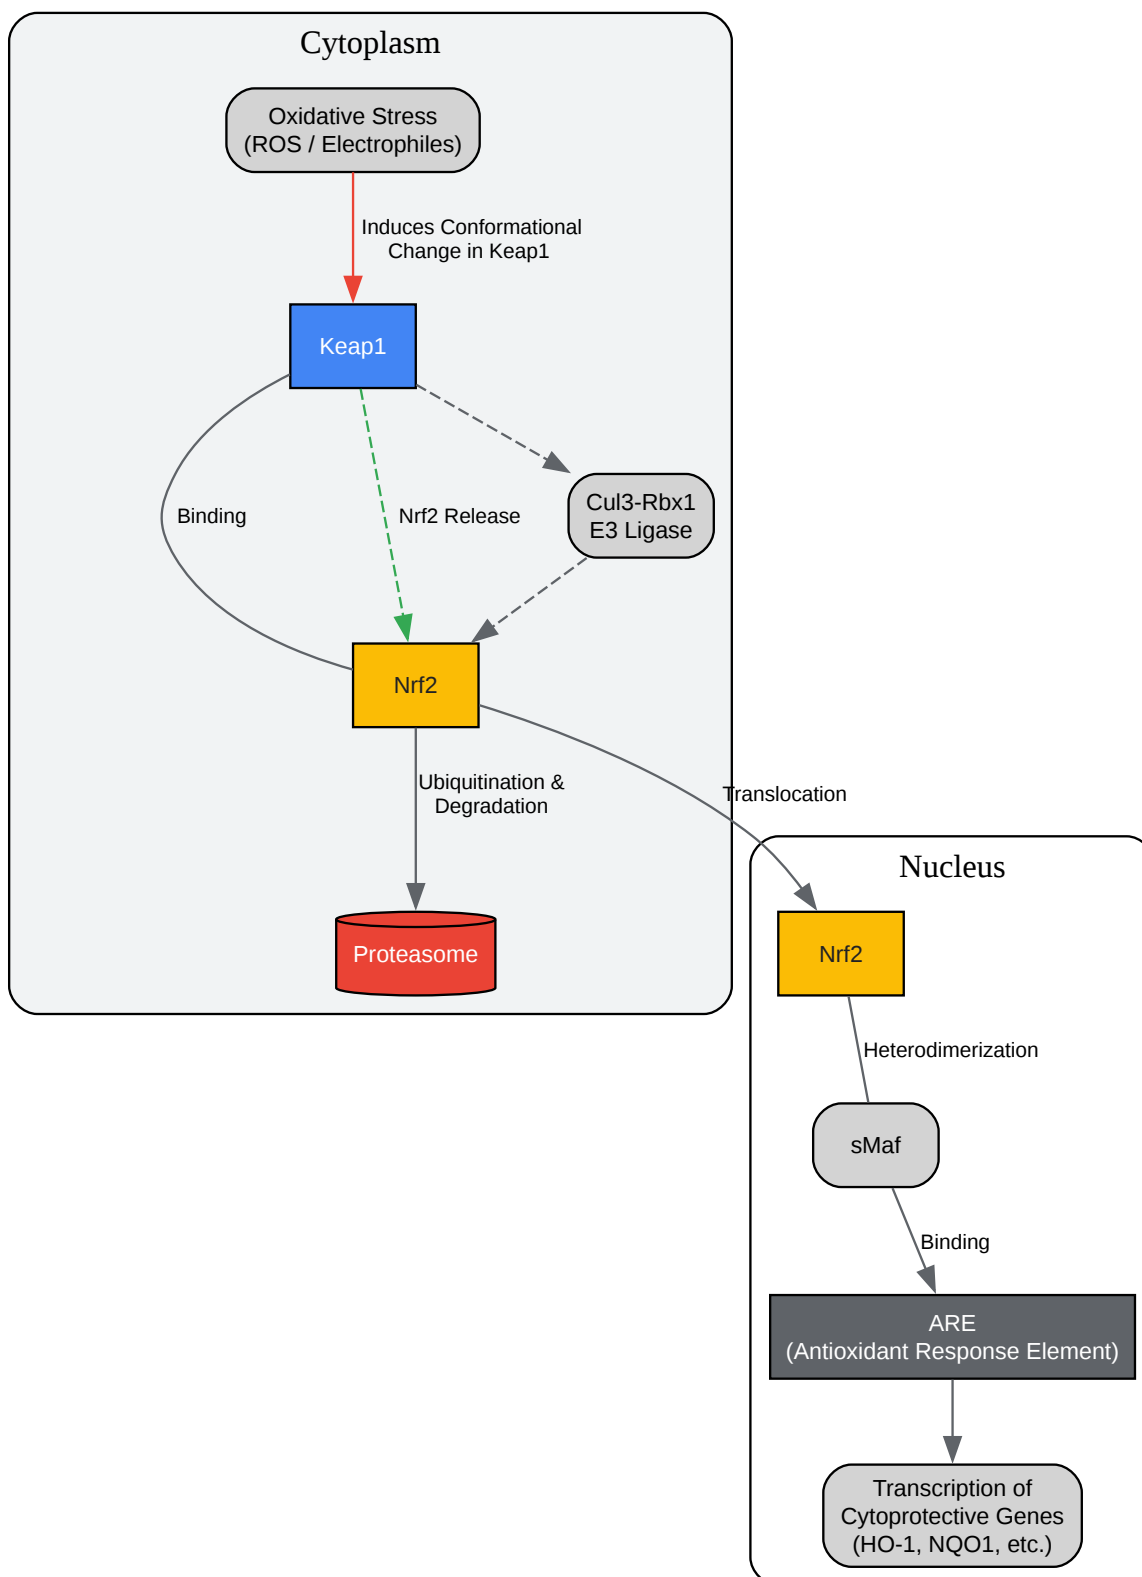 Cytoplasm
Oxidative Stress
(ROS / Electrophiles)
Induces Conformational
Change in Keap1
Keap1
Binding
Nrf2 Release
Cul3-Rbx1
E3 Ligase
Nrf2
Ubiquitination &
Degradation
Translocation
Proteasome
Nucleus
Nrf2
Heterodimerization
sMaf
Binding
ARE
(Antioxidant Response Element)
Transcription of
Cytoprotective Genes
(HO-1, NQO1, etc.)